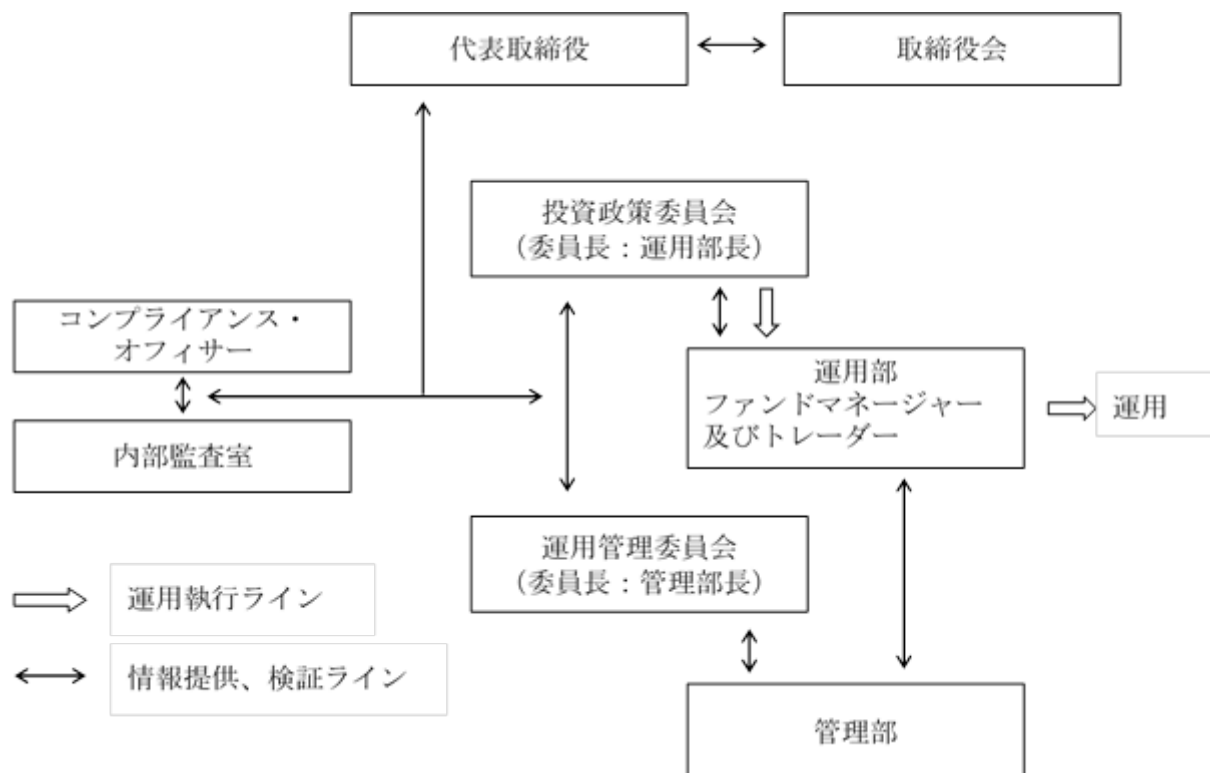 代表取締役
取締役会
投資政策委員会
（委員長：運用部長）
コンプライアンス・
オフィサー
内部監査室
運用部
ファンドマネージャー
及びトレーダー
運用
運用管理委員会
（委員長：管理部長）
運用執行ライン
情報提供、検証ライン
管理部